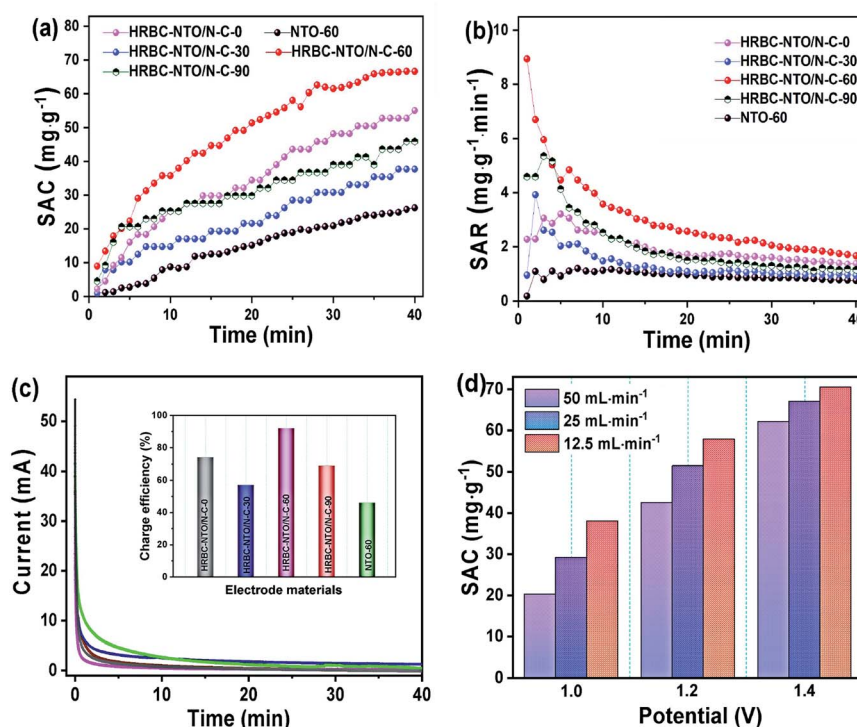 (a)
HRBC-NTO/N-C-0 NTO-60
HRBC-NTO/N-C-30 HRBC-NTO/N-C-60
HRBC-NTO/N-C-90
80
70
60
50
40
30
20
10
0
SAC (mg·g⁻¹)
0 10 20 30 40
Time (min)
(b)
HRBC-NTO/N-C-0
HRBC-NTO/N-C-30
HRBC-NTO/N-C-60
HRBC-NTO/N-C-90
NTO-60
10
8
6
4
2
0
SAR (mg·g⁻¹·min⁻¹)
0 10 20 30 40
Time (min)
(c)
50
40
30
20
10
0
Current (mA)
0 10 20 30 40
Time (min)
100
80
60
40
20
0
Charge efficiency (%)
HRBC-NTO/N-C-0
HRBC-NTO/N-C-30
HRBC-NTO/N-C-60
HRBC-NTO/N-C-90
NTO-60
Electrode materials
(d)
50 mL·min⁻¹
25 mL·min⁻¹
12.5 mL·min⁻¹
70
60
50
40
30
20
10
0
SAC (mg·g⁻¹)
1.0 1.2 1.4
Potential (V)